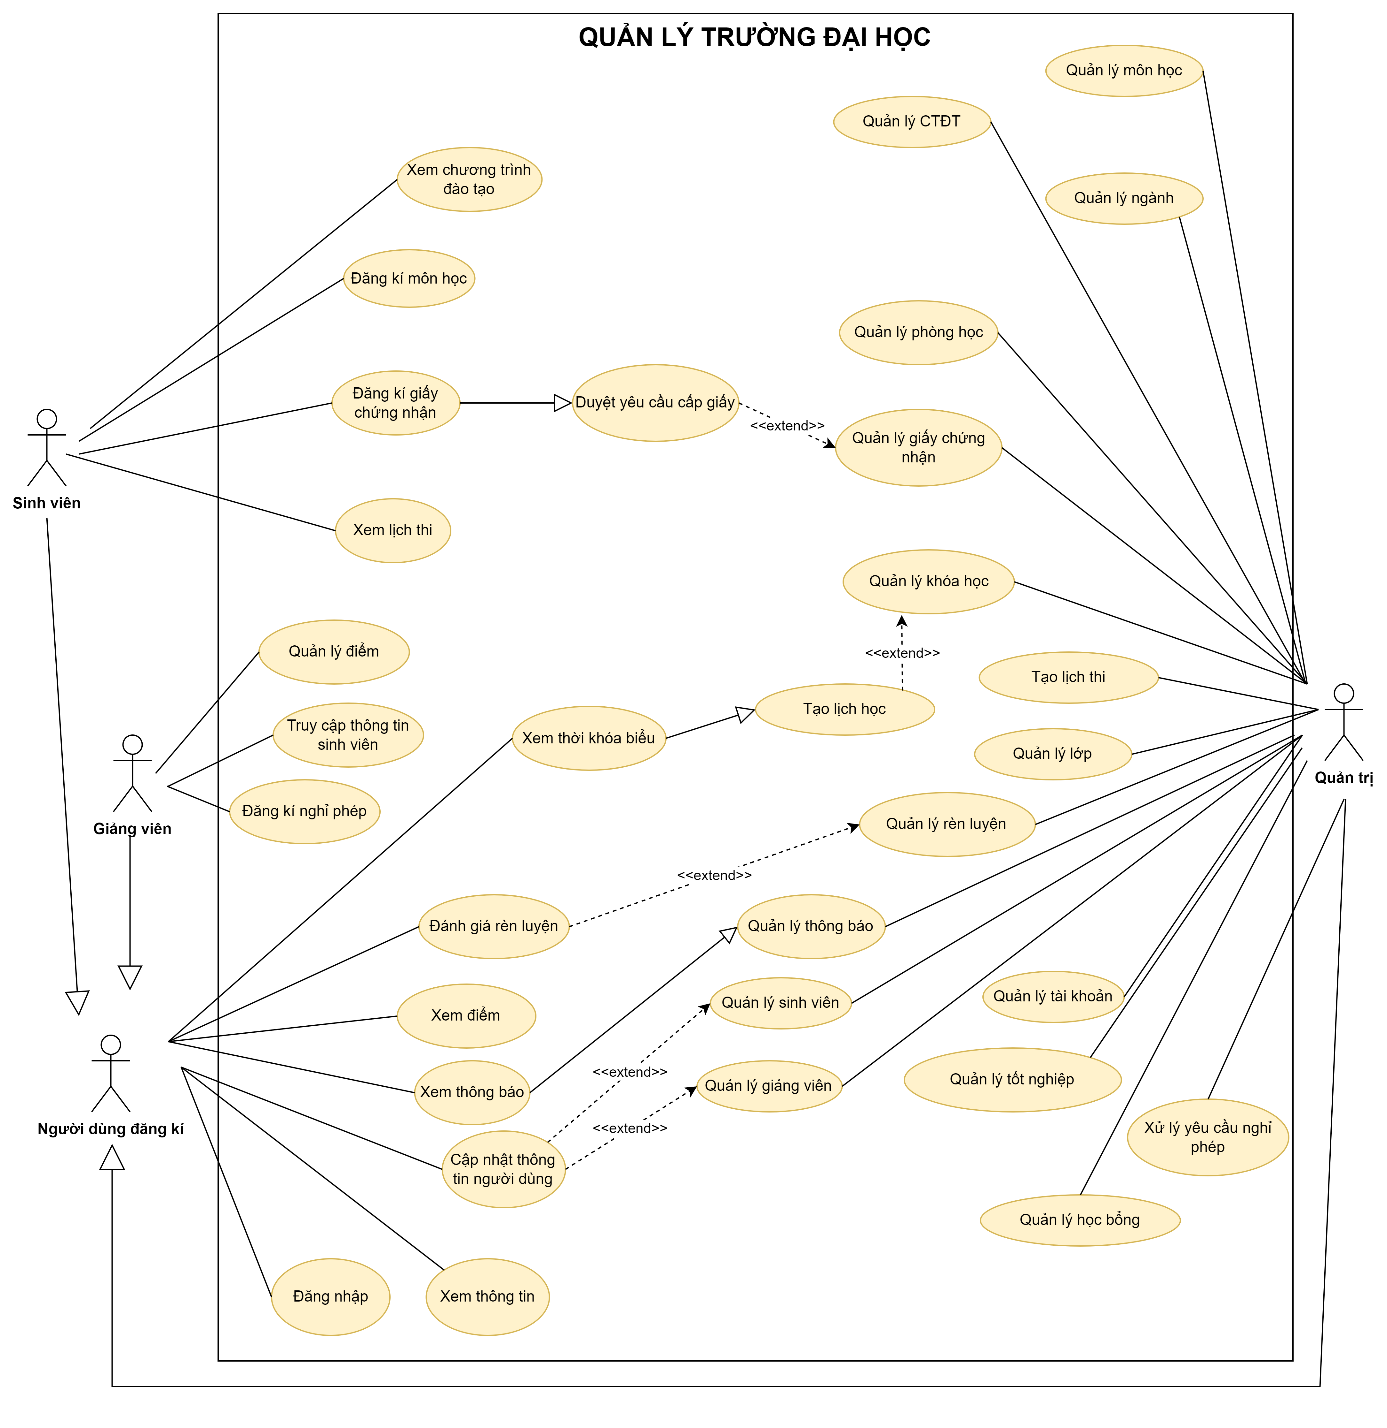 QUẢN LÝ TRƯỜNG ĐẠI HỌC
Quản lý môn học
Quản lý CTĐT
Xem chương trình
đào tạo
Quản lý ngành
Đăng kí môn học
Quản lý phòng học
Đăng kí giấy
chứng nhận
Duyệt yêu cầu cấp giấy
<<extend>>
Quản lý giấy chứng
nhận
Sinh viên
Xem lịch thi
Quản lý khóa học
<<extend>>
Quản lý điểm
Tạo lịch thi
Tạo lịch học
Truy cập thông tin
sinh viên
Xem thời khóa biểu
Quản lý lớp
Quản trị
Đăng kí nghỉ phép
Giảng viên
Quản lý rèn luyện
<<extend>>
Đánh giá rèn luyện
Quản lý thông báo
Quản lý tài khoản
Quản lý sinh viên
Xem điểm
<<extend>>
Quản lý tốt nghiệp
Quản lý giảng viên
Xem thông báo
Người dùng đăng kí
<<extend>>
Xử lý yêu cầu nghỉ
phép
Cập nhật thông
tin người dùng
Quản lý học bổng
Đăng nhập
Xem thông tin